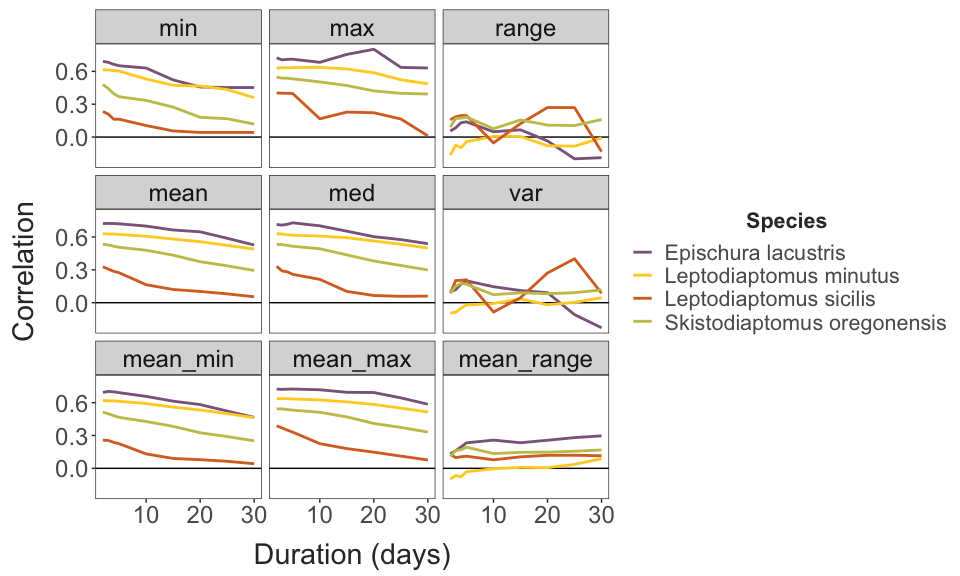 min max range
0.6
0.3
0.0
mean med var
0.6
0.3
0.0
mean_min mean_max mean_range
0.6
0.3
0.0
10 20 30 10 20 30 10 20 30
Correlation
Duration (days)
Species
Epischura lacustris
Leptodiaptomus minutus
Leptodiaptomus sicilis
Skistodiaptomus oregonensis